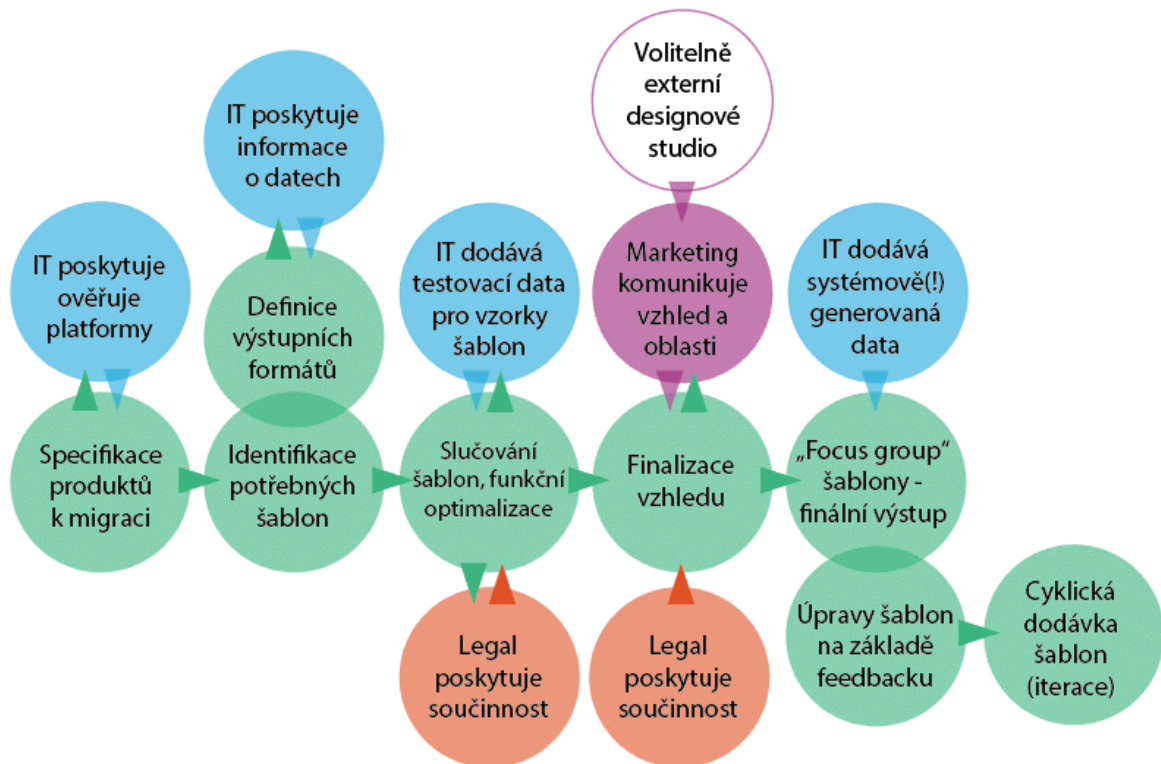 Volitelně
externí
designové
studio
IT poskytuje
informace
o datech
IT poskytuje
ověřuje
platformy
Definice
výstupních
formátů
IT dodává
testovací data
pro vzorky
šablon
Marketing
komunikuje
vzhled a
oblasti
IT dodává
systémově(!)
generovaná
data
Specifikace
produktů
k migraci
Identifikace
potřebných
šablon
Slučování
šablon, funkční
optimalizace
Finalizace
vzhledu
„Focus group“
šablony -
finální výstup
Legal
poskytuje
součinnost
Legal
poskytuje
součinnost
Úpravy šablon
na základě
feedbacku
Cyklická
dodávka
šablon
(iterace)